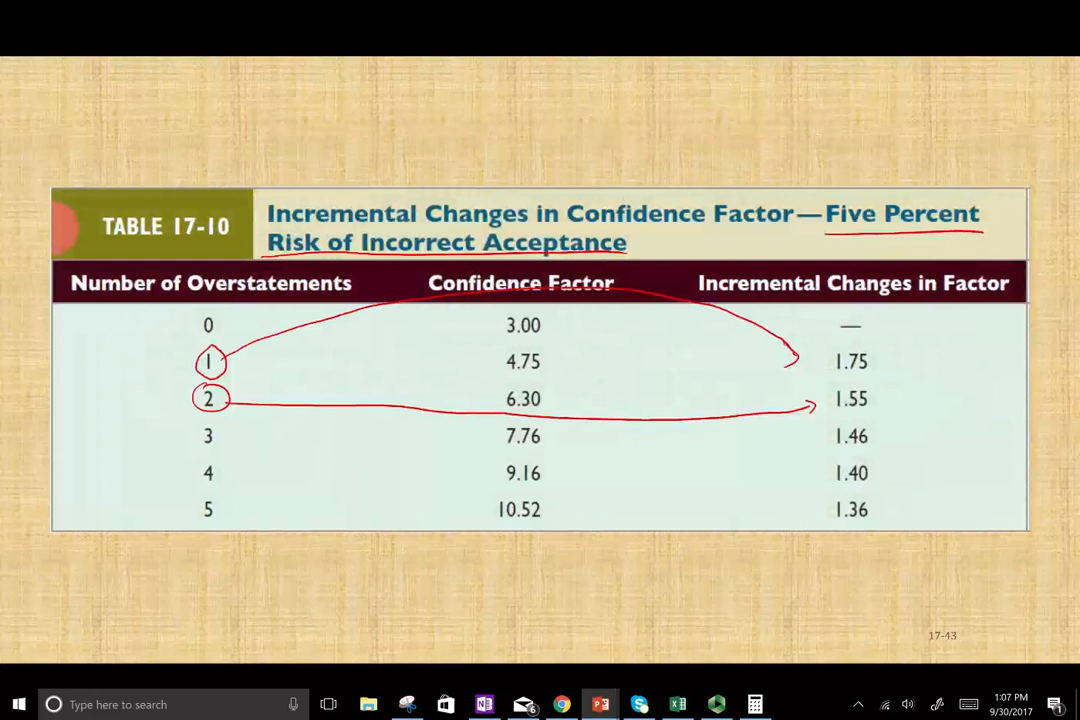 TABLE 17-10
Incremental Changes in Confidence Factor—Five Percent
Risk of Incorrect Acceptance
Number of Overstatements Confidence Factor Incremental Changes in Factor
0 3.00 —
1 4.75 1.75
2 6.30 1.55
3 7.76 1.46
4 9.16 1.40
5 10.52 1.36
17-43
Type here to search
6
1:07 PM
9/30/2017
1